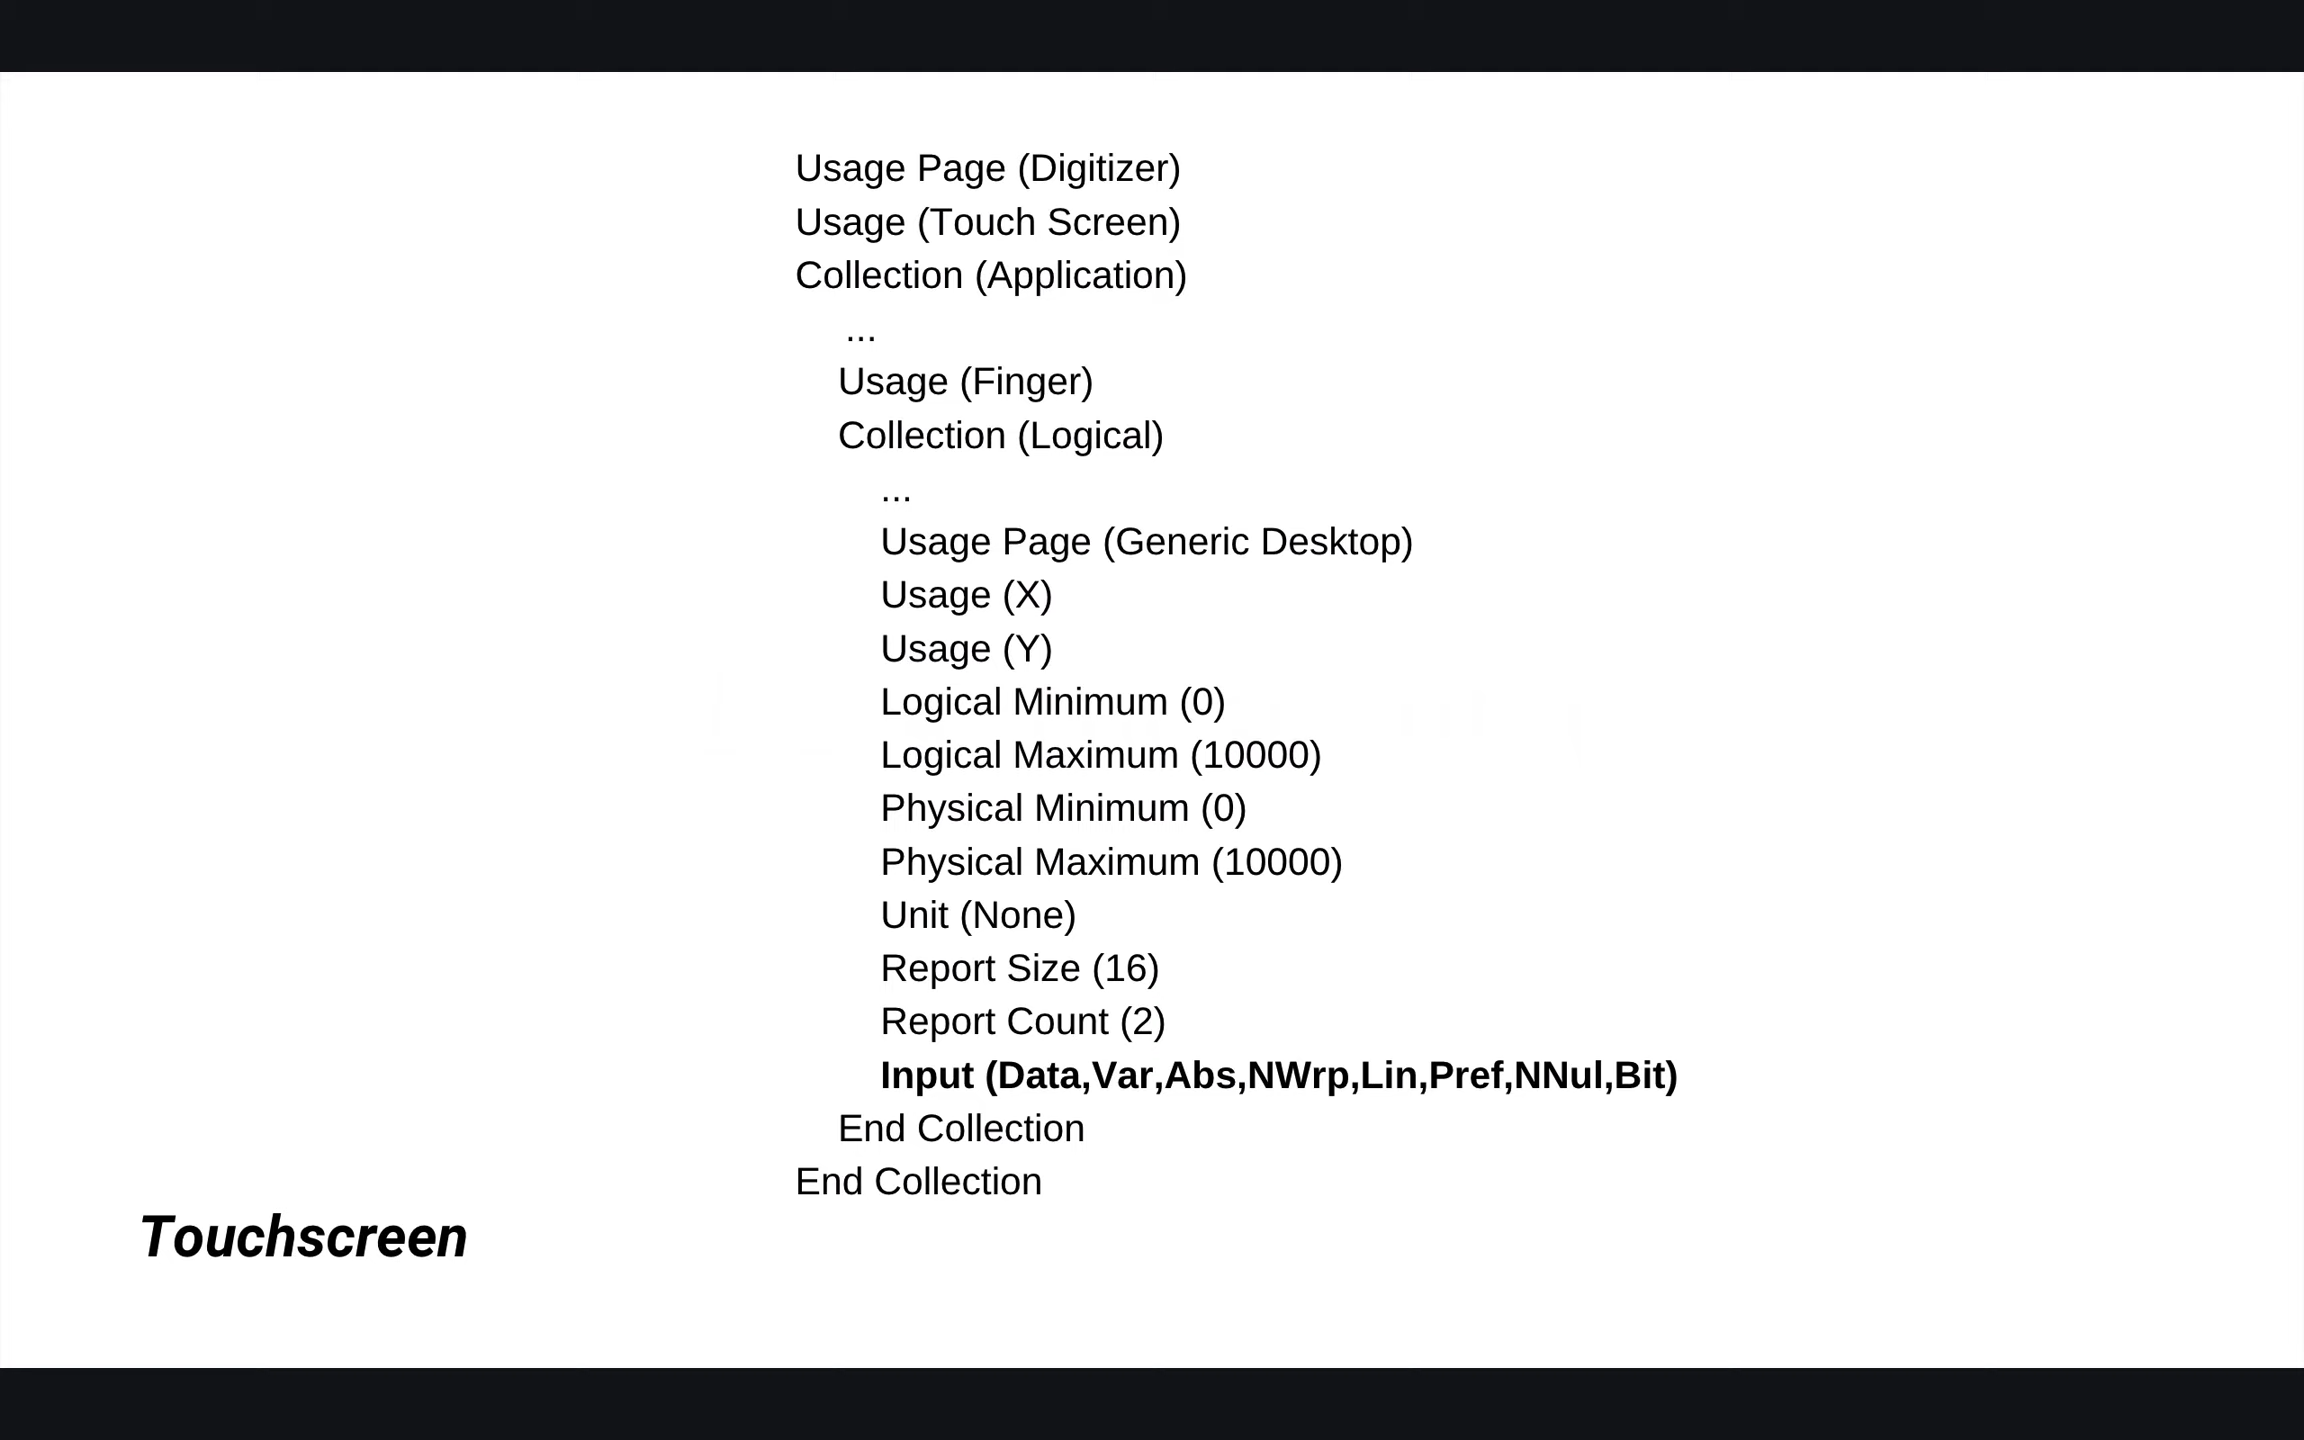 Usage Page (Digitizer)
Usage (Touch Screen)
Collection (Application)
...
Usage (Finger)
Collection (Logical)
...
Usage Page (Generic Desktop)
Usage (X)
Usage (Y)
Logical Minimum (0)
Logical Maximum (10000)
Physical Minimum (0)
Physical Maximum (10000)
Unit (None)
Report Size (16)
Report Count (2)
Input (Data,Var,Abs,NWrp,Lin,Pref,NNul,Bit)
End Collection
End Collection
Touchscreen